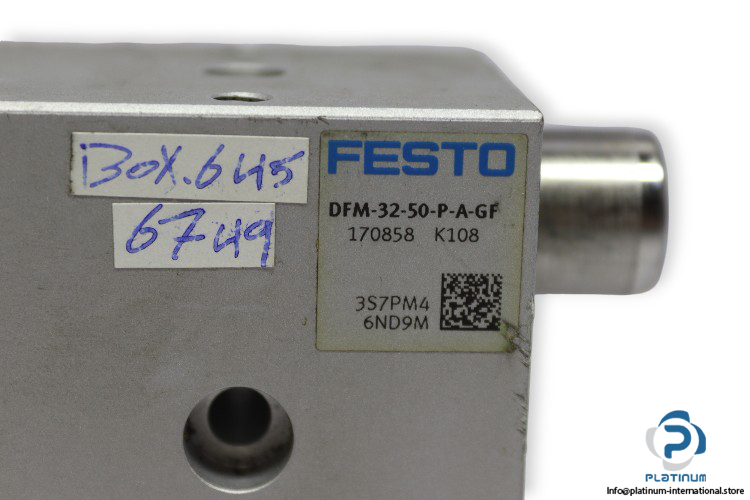 BOX.645
6749
FESTO
DFM-32-50-P-A-GF
170858 K108
3S7PM4
6ND9M
PLATINUM
Info@platinum-international.store